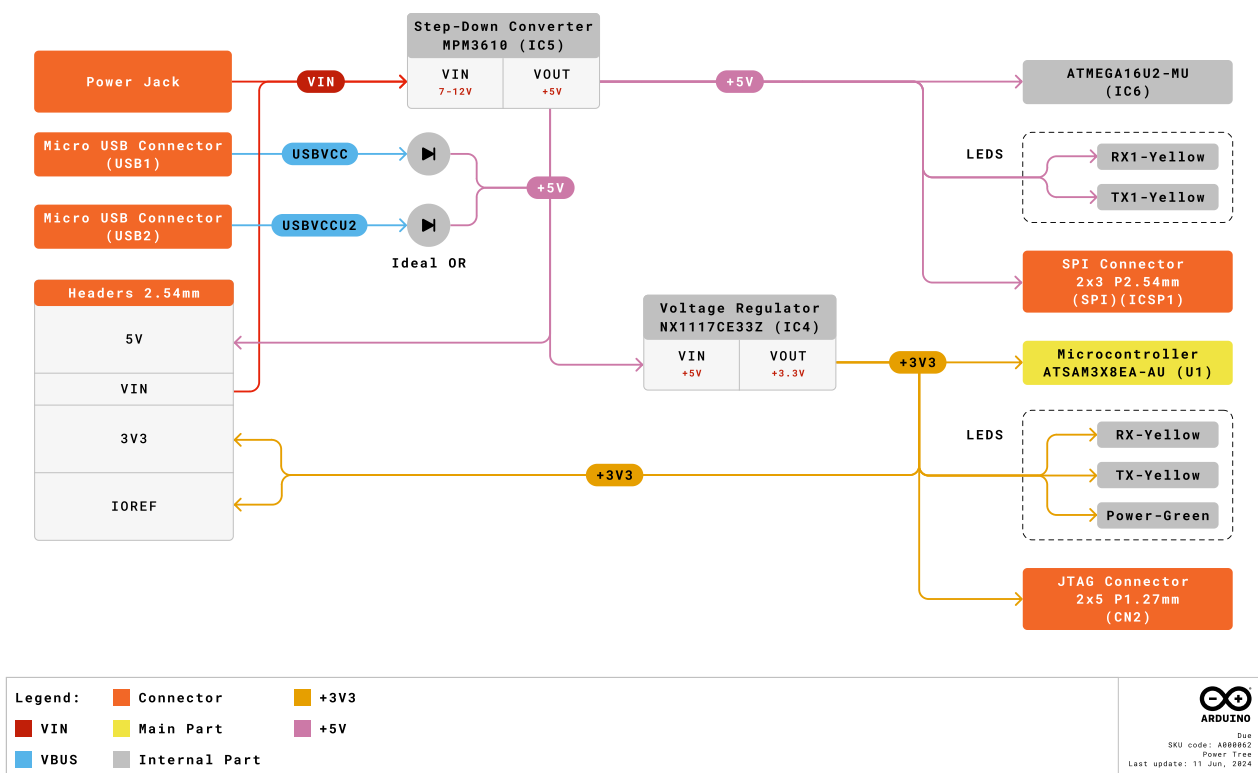 Step-Down Converter
MPM3610 (IC5)
VIN
7-12V
VOUT
+5V
Power Jack
VIN
+5V
ATMEGA16U2-MU
(IC6)
Micro USB Connector
(USB1)
USBVCC
LEDS
RX1-Yellow
TX1-Yellow
+5V
Micro USB Connector
(USB2)
USBVCCU2
Ideal OR
SPI Connector
2x3 P2.54mm
(SPI)(ICSP1)
Headers 2.54mm
5V
VIN
3V3
IOREF
Voltage Regulator
NX1117CE33Z (IC4)
VIN
+5V
VOUT
+3.3V
+3V3
Microcontroller
ATSAM3X8EA-AU (U1)
LEDS
RX-Yellow
TX-Yellow
Power-Green
+3V3
JTAG Connector
2x5 P1.27mm
(CN2)
Legend:
Connector
+3V3
VIN
Main Part
+5V
VBUS
Internal Part
ARDUINO
Due
SKU code: A000062
Power Tree
Last update: 11 Jun, 2024